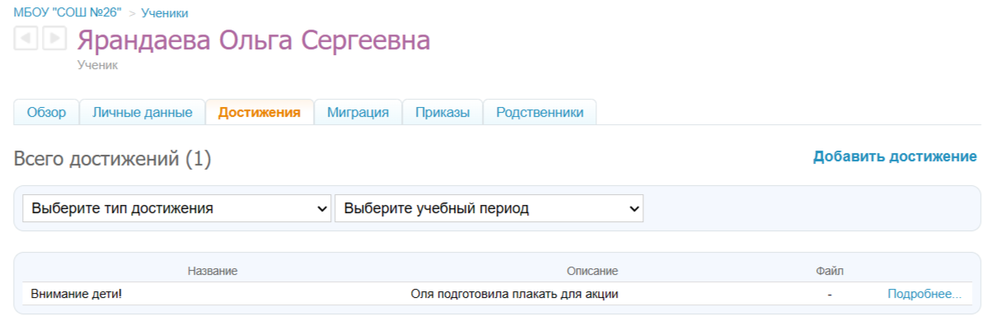 МБОУ "СОШ №26" > Ученики
Ярандаева Ольга Сергеевна
Ученик
Обзор Личные данные Достижения Миграция Приказы Родственники
Всего достижений (1) Добавить достижение
Выберите тип достижения Выберите учебный период
Название Описание Файл
Внимание дети! Оля подготовила плакать для акции - Подробнее...